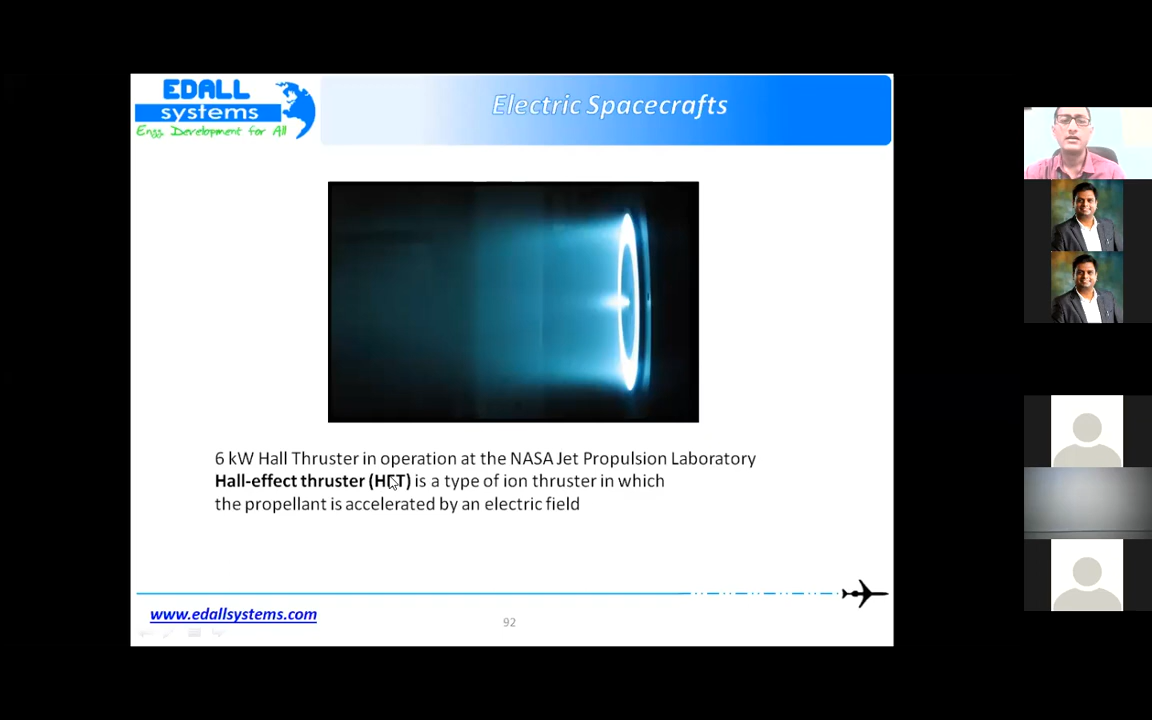 EDALL
systems
Engg. Development for All
Electric Spacecrafts
6 kW Hall Thruster in operation at the NASA Jet Propulsion Laboratory
Hall-effect thruster (HET) is a type of ion thruster in which
the propellant is accelerated by an electric field
www.edallsystems.com
92